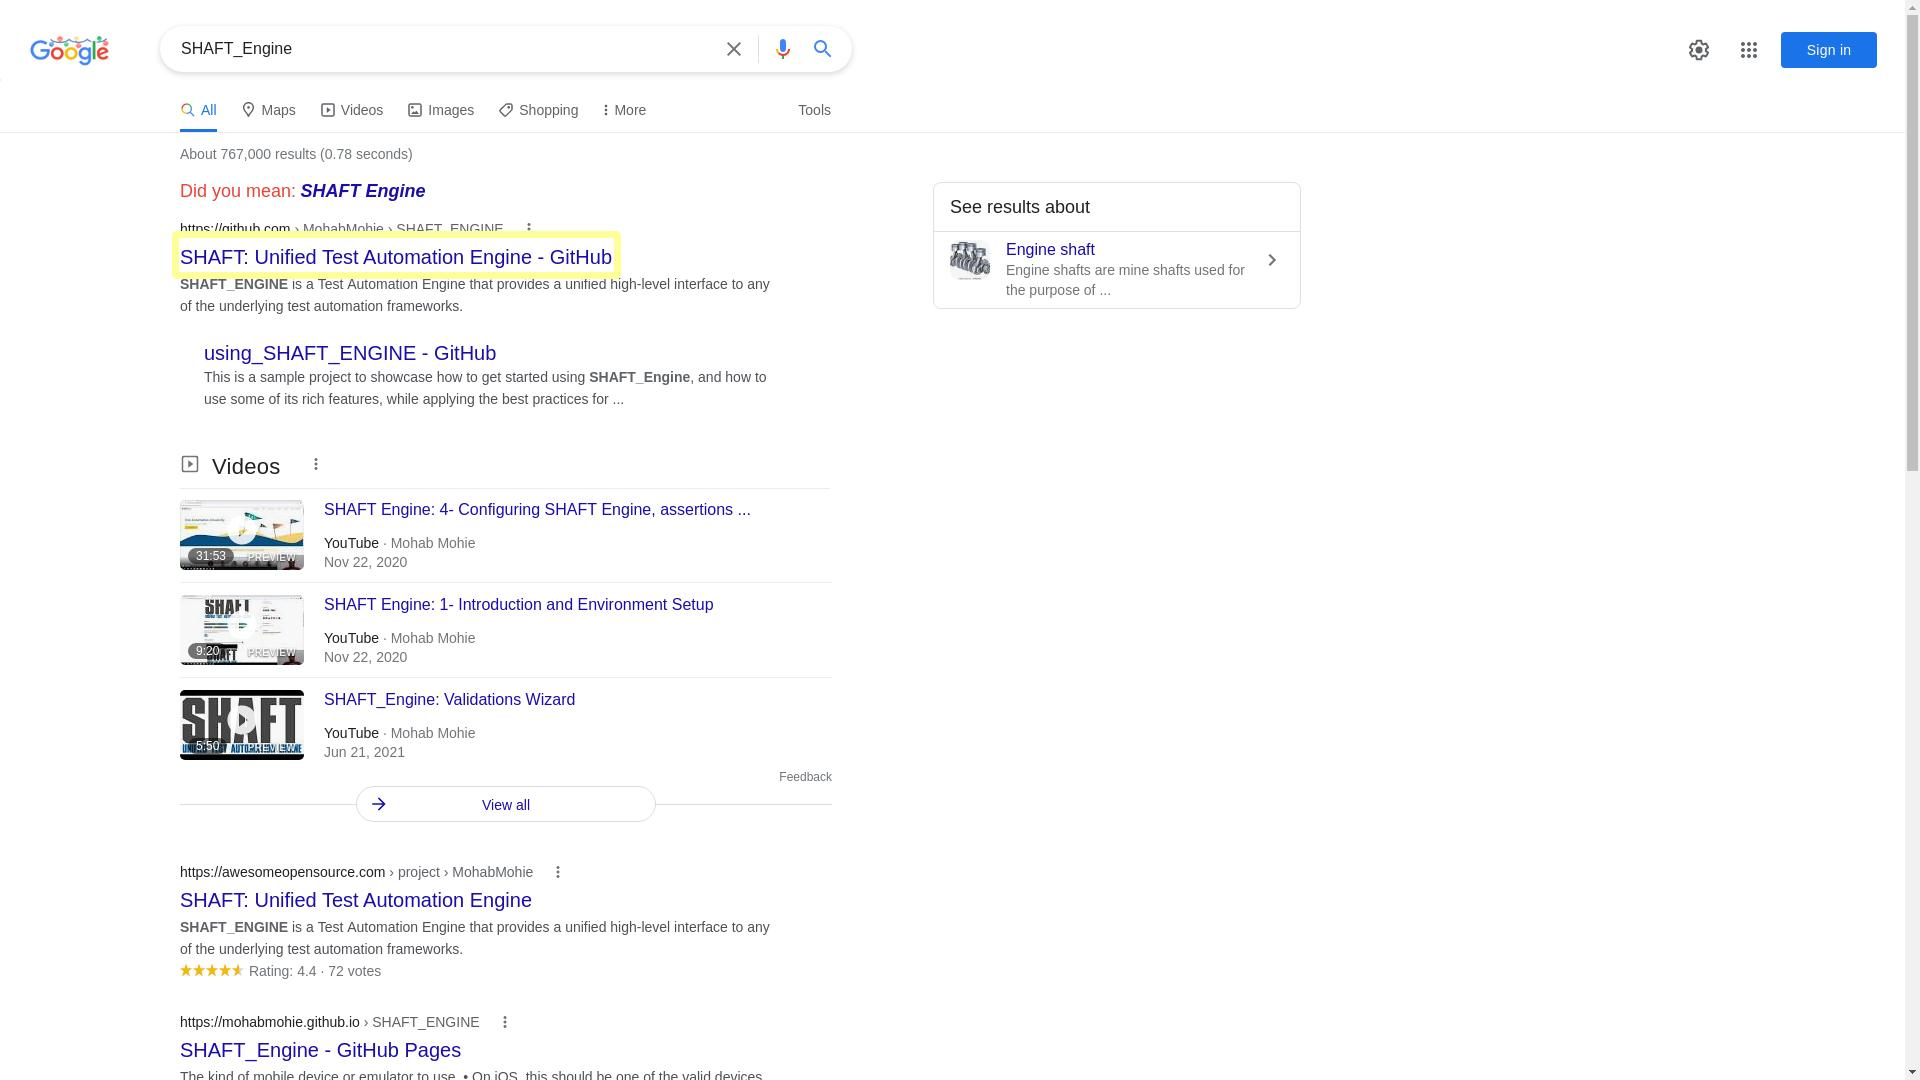 Google
SHAFT_Engine
Sign in
All
Maps
Videos
Images
Shopping
More
Tools
About 767,000 results (0.78 seconds)
Did you mean: SHAFT Engine
https://github.com › MohabMohie › SHAFT_ENGINE
SHAFT: Unified Test Automation Engine - GitHub
SHAFT_ENGINE is a Test Automation Engine that provides a unified high-level interface to any
of the underlying test automation frameworks.
using_SHAFT_ENGINE - GitHub
This is a sample project to showcase how to get started using SHAFT_Engine, and how to
use some of its rich features, while applying the best practices for ...
See results about
Engine shaft
Engine shafts are mine shafts used for
the purpose of ...
Videos
SHAFT Engine: 4- Configuring SHAFT Engine, assertions ...
31:53
PREVIEW
YouTube · Mohab Mohie
Nov 22, 2020
SHAFT Engine: 1- Introduction and Environment Setup
SHAFT
9:20
PREVIEW
YouTube · Mohab Mohie
Nov 22, 2020
SHAFT_Engine: Validations Wizard
SHAFT
5:50
PREVIEW
YouTube · Mohab Mohie
Jun 21, 2021
Feedback
View all
https://awesomeopensource.com › project › MohabMohie
SHAFT: Unified Test Automation Engine
SHAFT_ENGINE is a Test Automation Engine that provides a unified high-level interface to any
of the underlying test automation frameworks.
Rating: 4.4 · 72 votes
https://mohabmohie.github.io › SHAFT_ENGINE
SHAFT_Engine - GitHub Pages
The kind of mobile device or emulator to use. • On iOS, this should be one of the valid devices